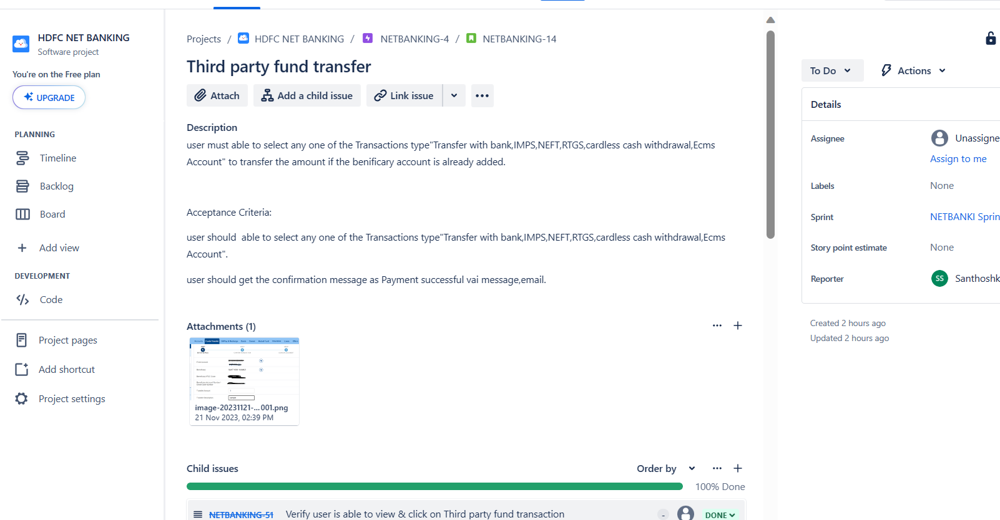 HDFC NET BANKING
Software project
You're on the Free plan
UPGRADE
PLANNING
Timeline
Backlog
Board
Add view
DEVELOPMENT
Code
Project pages
Add shortcut
Project settings
Projects / HDFC NET BANKING / NETBANKING-4 / NETBANKING-14
Third party fund transfer
Attach
Add a child issue
Link issue
Description
user must able to select any one of the Transactions type"Transfer with bank,IMPS,NEFT,RTGS,cardless cash withdrawal,Ecms
Account" to transfer the amount if the benificary account is already added.
Acceptance Criteria:
user should  able to select any one of the Transactions type"Transfer with bank,IMPS,NEFT,RTGS,cardless cash withdrawal,Ecms
Account".
user should get the confirmation message as Payment successful vai message,email.
Attachments (1)
image-20231121-...001.png
21 Nov 2023, 02:39 PM
Child issues
Order by
100% Done
NETBANKING-51 Verify user is able to view & click on Third party fund transaction - DONE
To Do
Actions
Details
Assignee
Unassigne
Assign to me
Labels
None
Sprint
NETBANKI Sprin
Story point estimate
None
Reporter
SS Santhoshk
Created 2 hours ago
Updated 2 hours ago